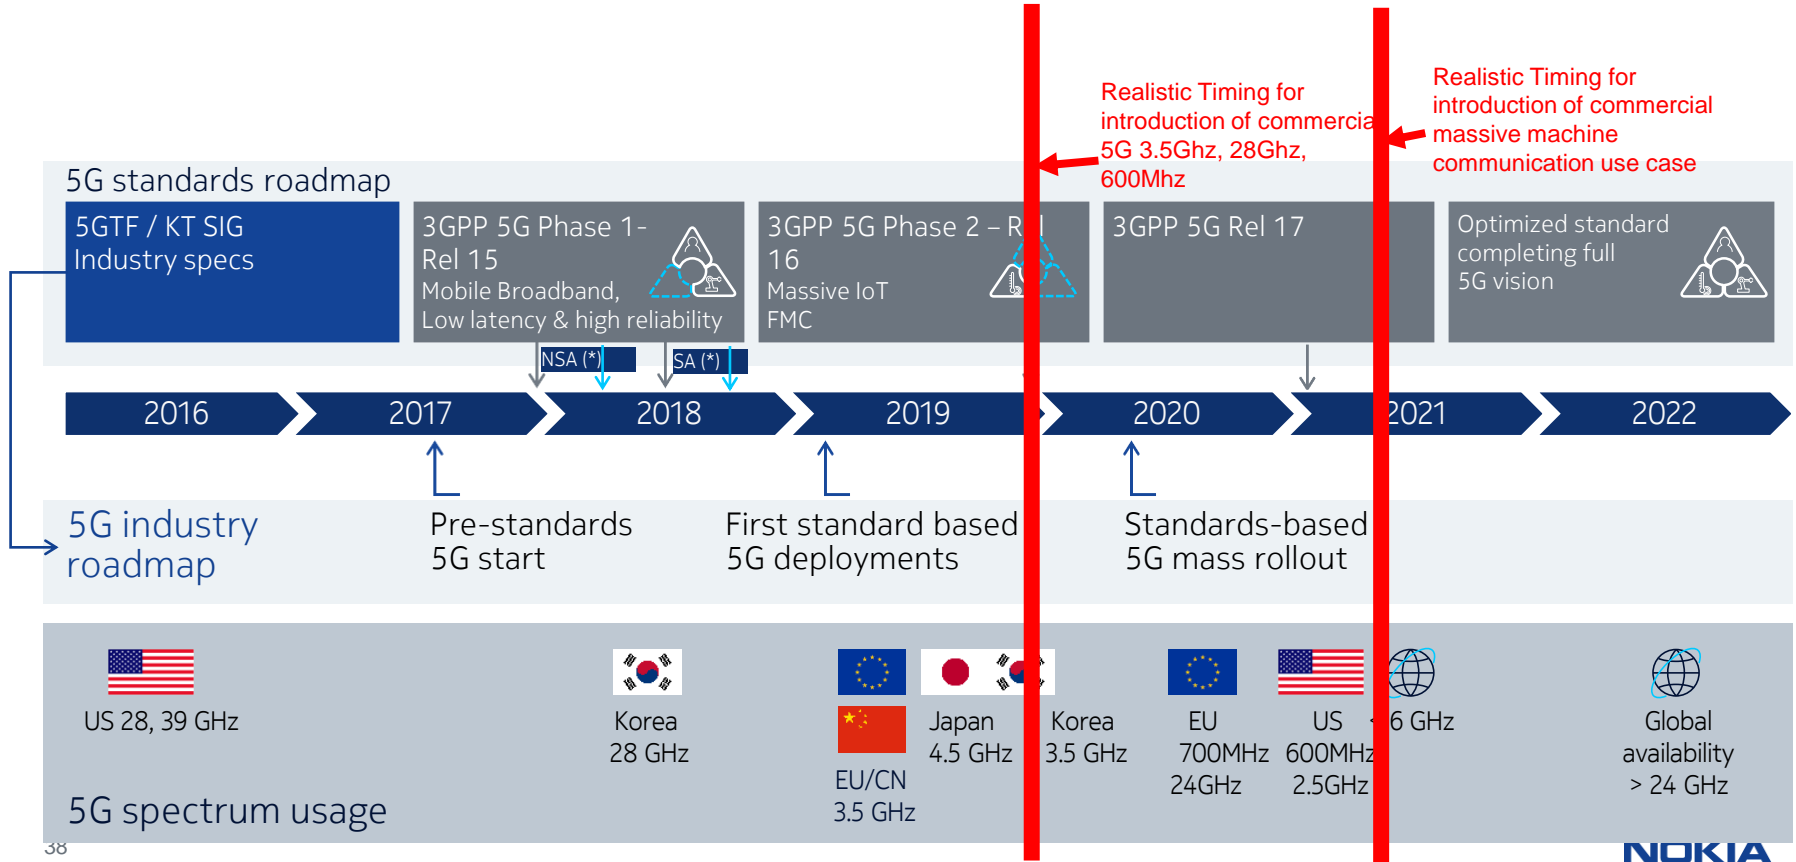 Realistic Timing for
introduction of commercia
5G 3.5Ghz, 28Ghz,
600Mhz
Realistic Timing for
introduction of commercial
massive machine
communication use case
5G standards roadmap
5GTF / KT SIG
Industry specs
3GPP 5G Phase 1-
Rel 15
Mobile Broadband,
Low latency & high reliability
3GPP 5G Phase 2 – Rel
16
Massive IoT
FMC
3GPP 5G Rel 17
Optimized standard
completing full
5G vision
NSA (*)
SA (*)
2016 2017 2018 2019 2020 2021 2022
5G industry
roadmap
Pre-standards
5G start
First standard based
5G deployments
Standards-based
5G mass rollout
US 28, 39 GHz
Korea
28 GHz
EU/CN
3.5 GHz
Japan
4.5 GHz
Korea
3.5 GHz
EU
700MHz
24GHz
US
600MHz
2.5GHz
< 6 GHz
Global
availability
> 24 GHz
5G spectrum usage
38
NOKIA